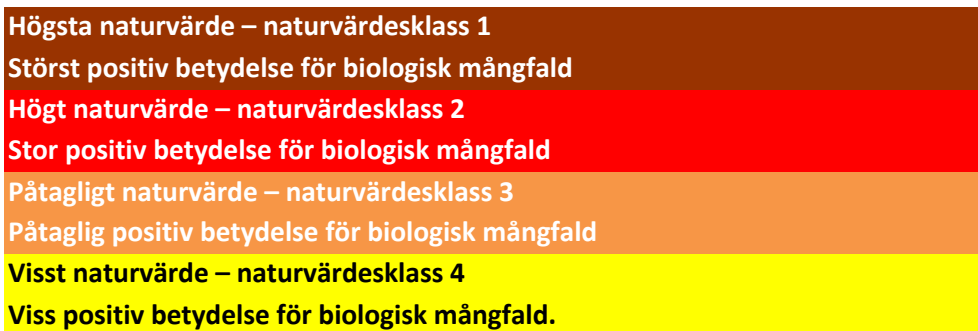 Högsta naturvärde – naturvärdesklass 1
Störst positiv betydelse för biologisk mångfald
Högt naturvärde – naturvärdesklass 2
Stor positiv betydelse för biologisk mångfald
Påtagligt naturvärde – naturvärdesklass 3
Påtaglig positiv betydelse för biologisk mångfald
Visst naturvärde – naturvärdesklass 4
Viss positiv betydelse för biologisk mångfald.